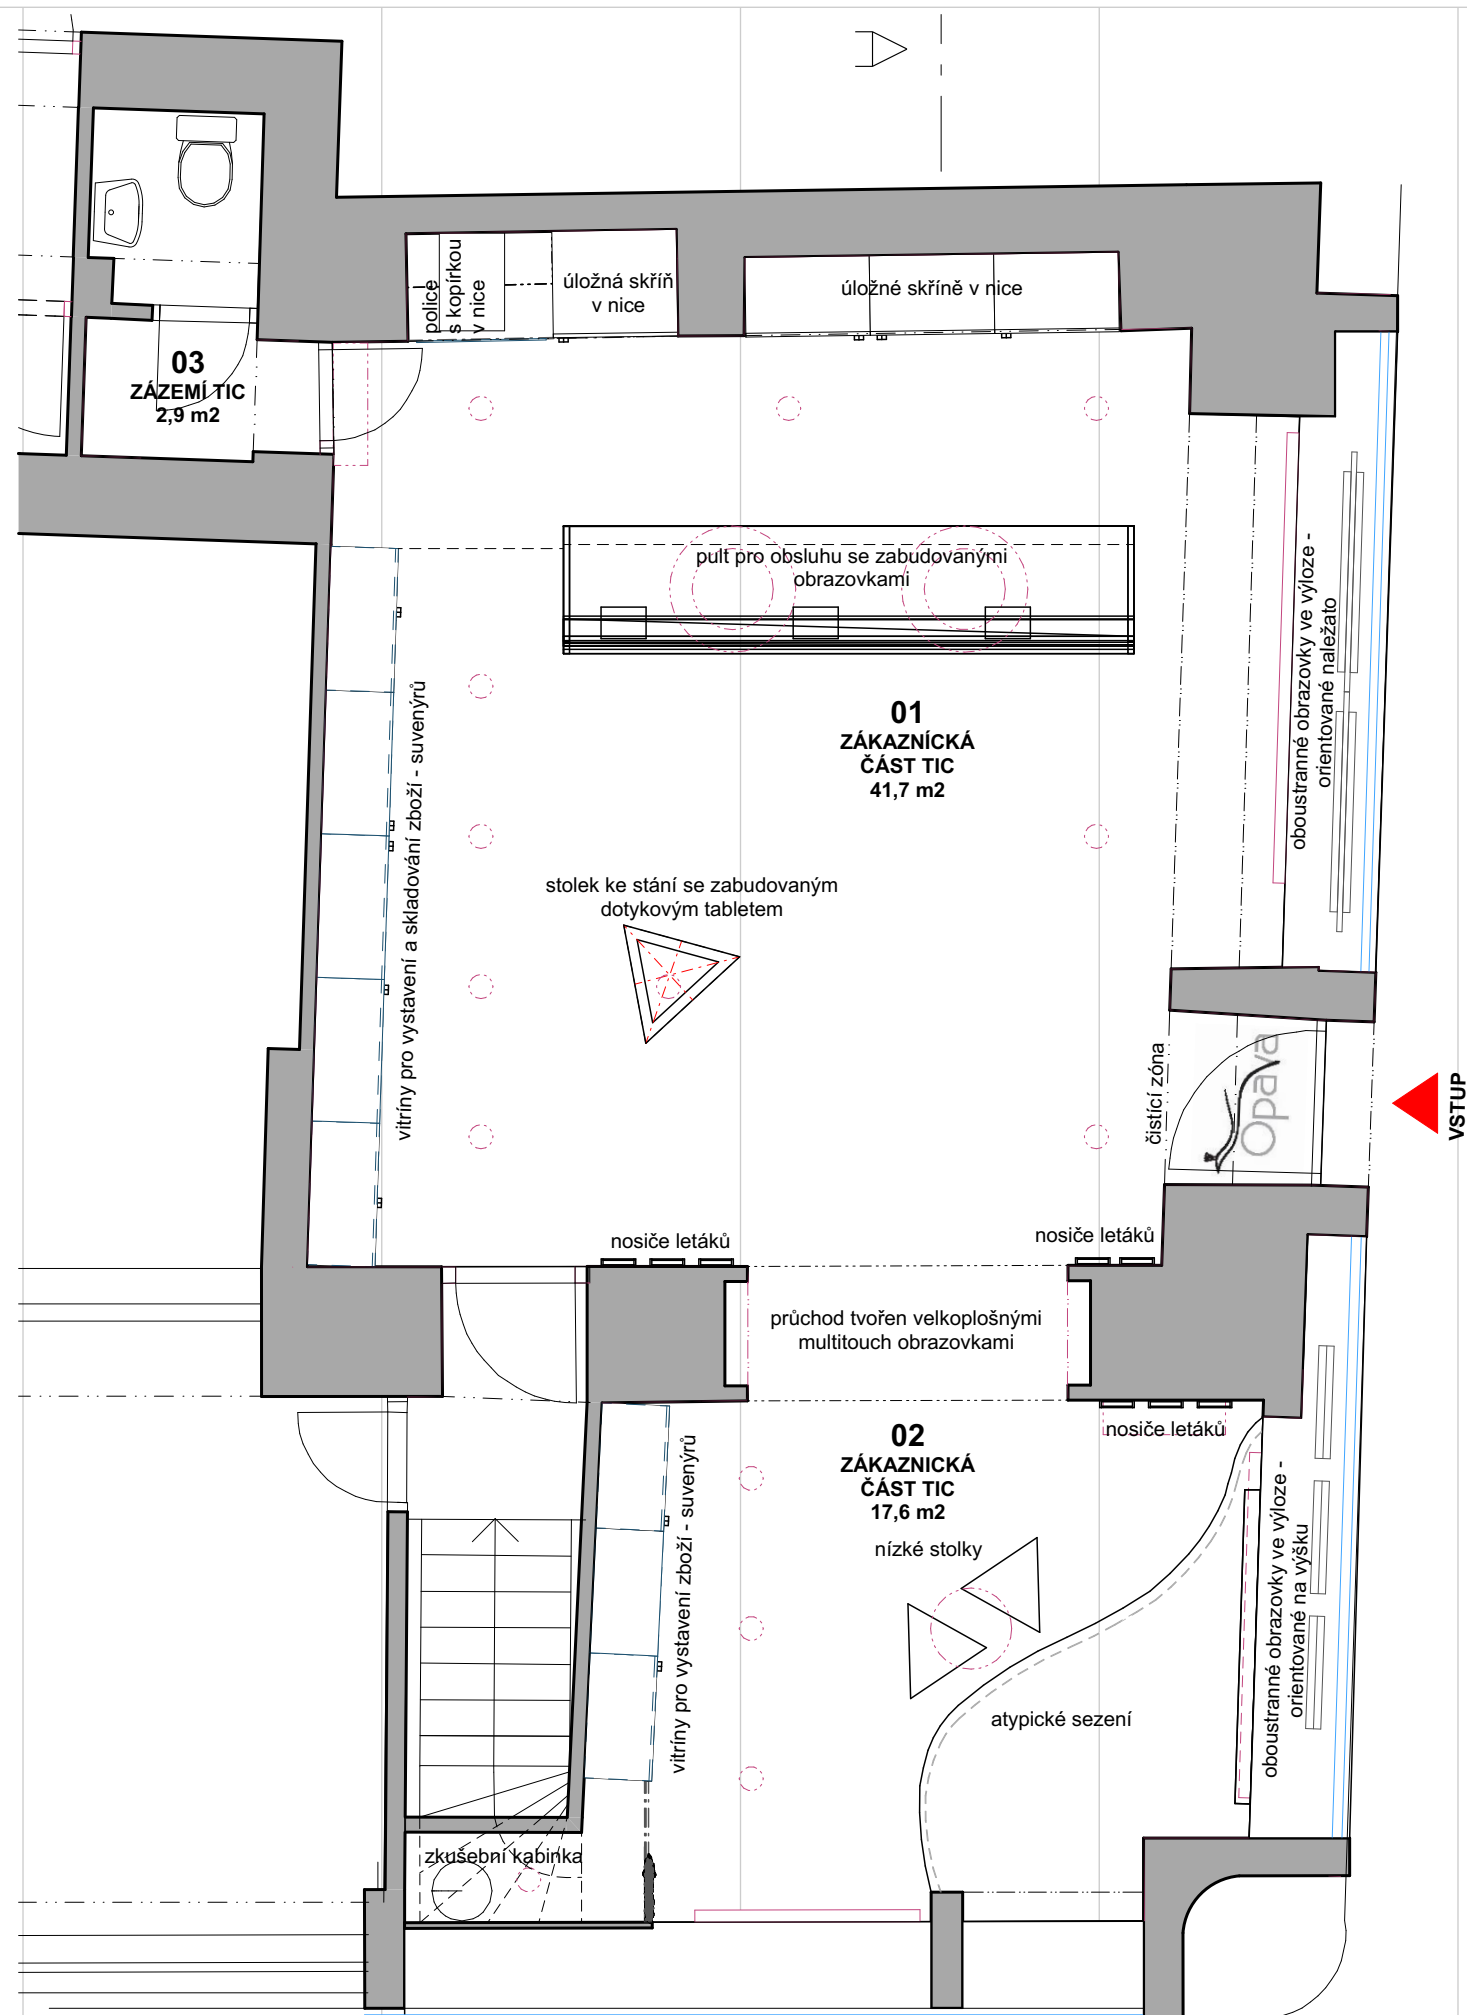 police
s kopírkou
v nice
úložná skříň
v nice
úložné skříně v nice
03
ZÁZEMÍ TIC
2,9 m2
pult pro obsluhu se zabudovanými
obrazovkami
oboustranné obrazovky ve výloze -
orientované naležato
01
ZÁKAZNÍCKÁ
ČÁST TIC
41,7 m2
vitríny pro vystavení a skladování zboží - suvenýrů
stolek ke stání se zabudovaným
dotykovým tabletem
čistící zóna
Opava
VSTUP
nosiče letáků
nosiče letáků
průchod tvořen velkoplošnými
multitouch obrazovkami
nosiče letáků
02
ZÁKAZNICKÁ
ČÁST TIC
17,6 m2
vitríny pro vystavení zboží - suvenýrů
nízké stolky
oboustranné obrazovky ve výloze -
orientované na výšku
atypické sezení
zkušební kabinka